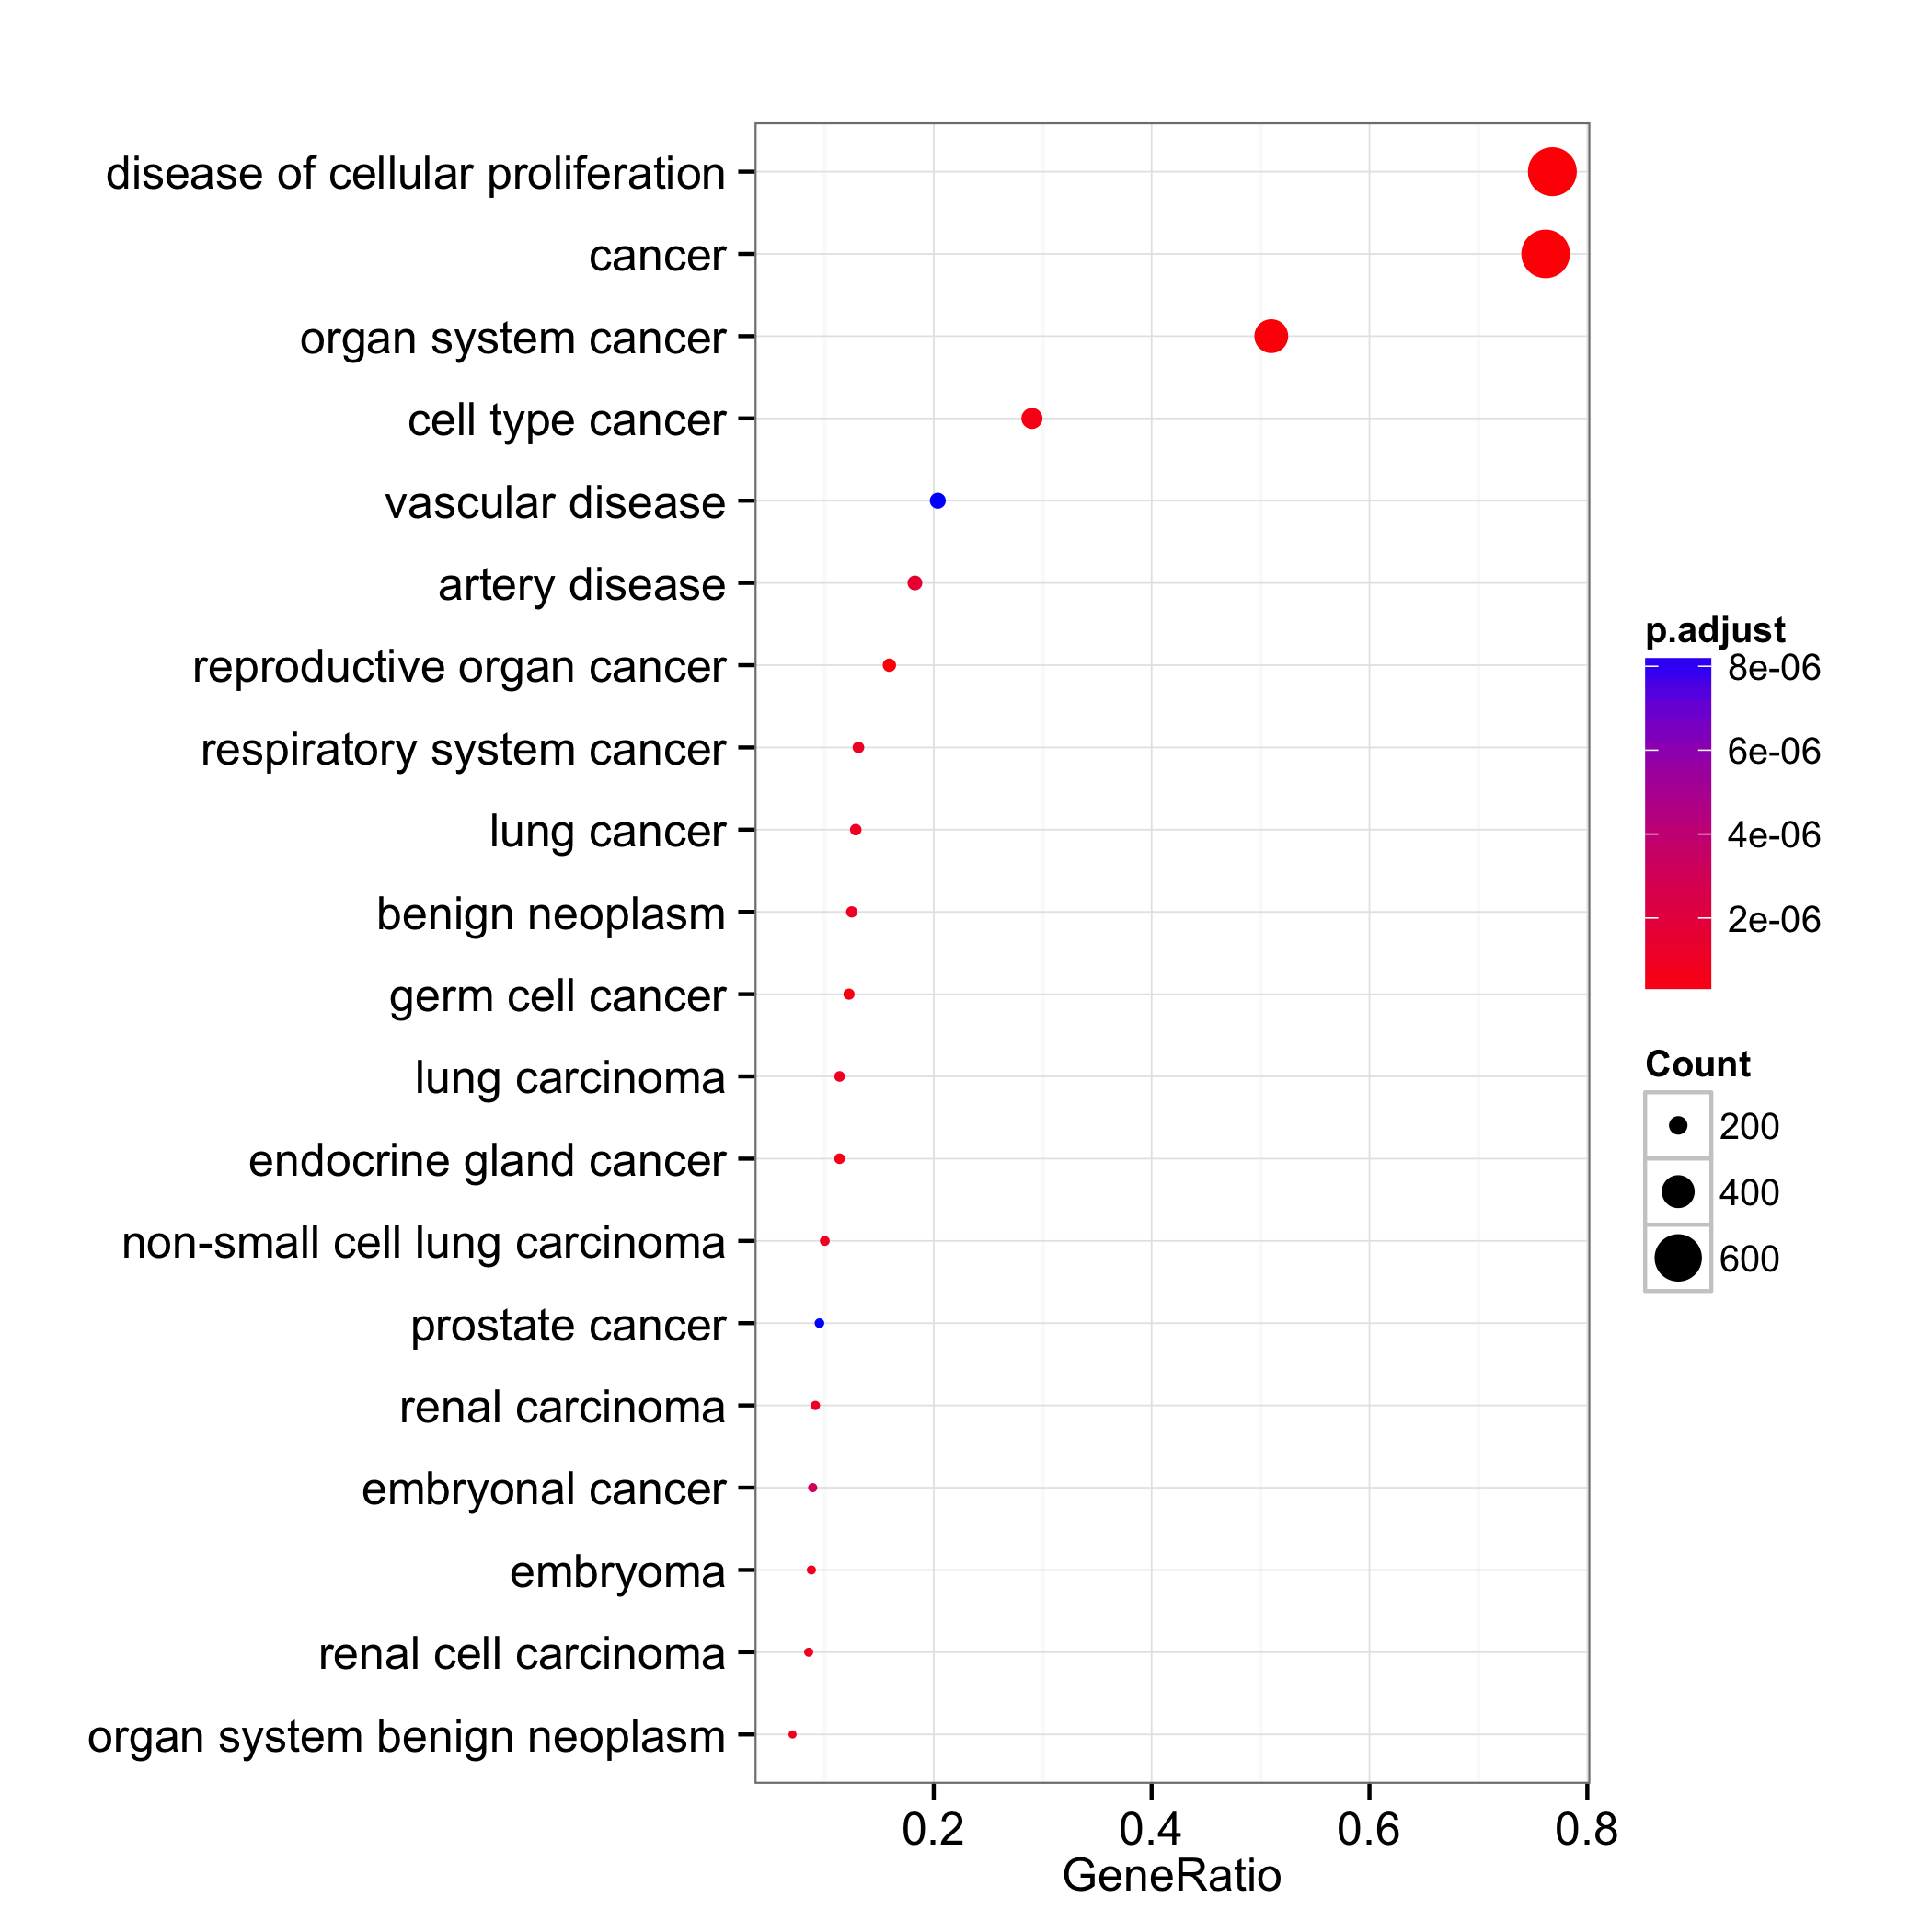 disease of cellular proliferation
cancer
organ system cancer
cell type cancer
vascular disease
artery disease
reproductive organ cancer
respiratory system cancer
lung cancer
benign neoplasm
germ cell cancer
lung carcinoma
endocrine gland cancer
non-small cell lung carcinoma
prostate cancer
renal carcinoma
embryonal cancer
embryoma
renal cell carcinoma
organ system benign neoplasm
0.2 0.4 0.6 0.8
GeneRatio
p.adjust
8e-06
6e-06
4e-06
2e-06
Count
200
400
600